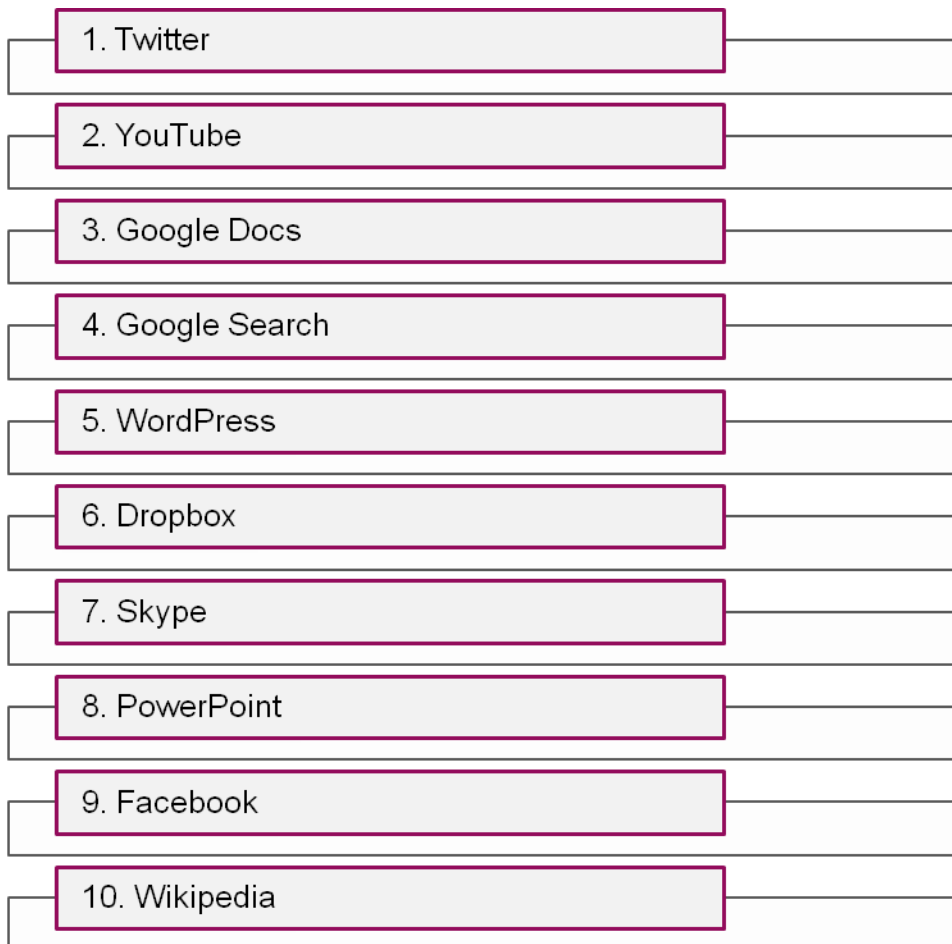 1. Twitter
2. YouTube
3. Google Docs
4. Google Search
5. WordPress
6. Dropbox
7. Skype
8. PowerPoint
9. Facebook
10. Wikipedia